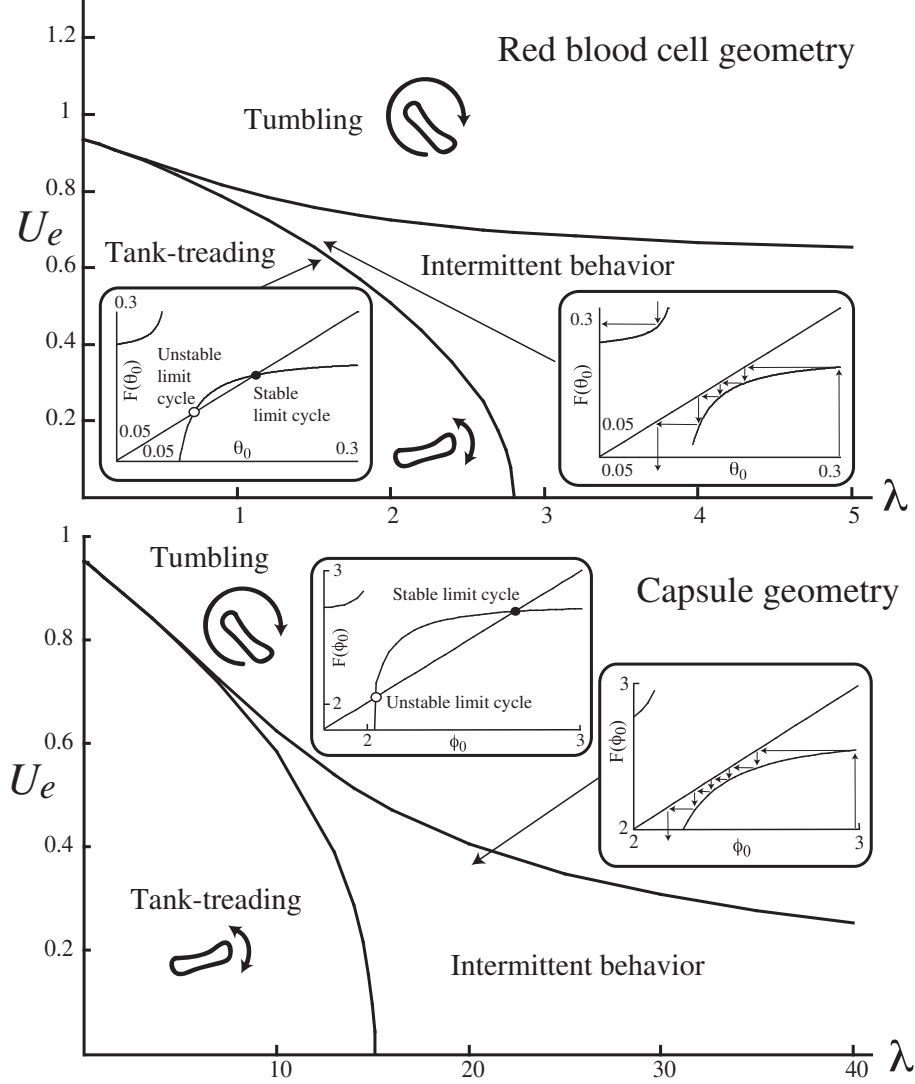 1.2
Red blood cell geometry
1
Tumbling
0.8
U_e
Tank-treading
0.6
Intermittent behavior
0.3
Unstable
limit
cycle
F(θ₀)
Stable
limit cycle
0.05
0.05
θ₀
0.3
0.4
0.3
F(θ₀)
0.05
0.05
θ₀
0.3
0.2
1
2
3
4
5
λ
1
Tumbling
Capsule geometry
3
Stable limit cycle
F(ϕ₀)
2
Unstable limit cycle
2
ϕ₀
3
0.8
3
F(ϕ₀)
2
2
ϕ₀
3
0.6
U_e
0.4
Tank-treading
0.2
Intermittent behavior
10
20
30
40
λ